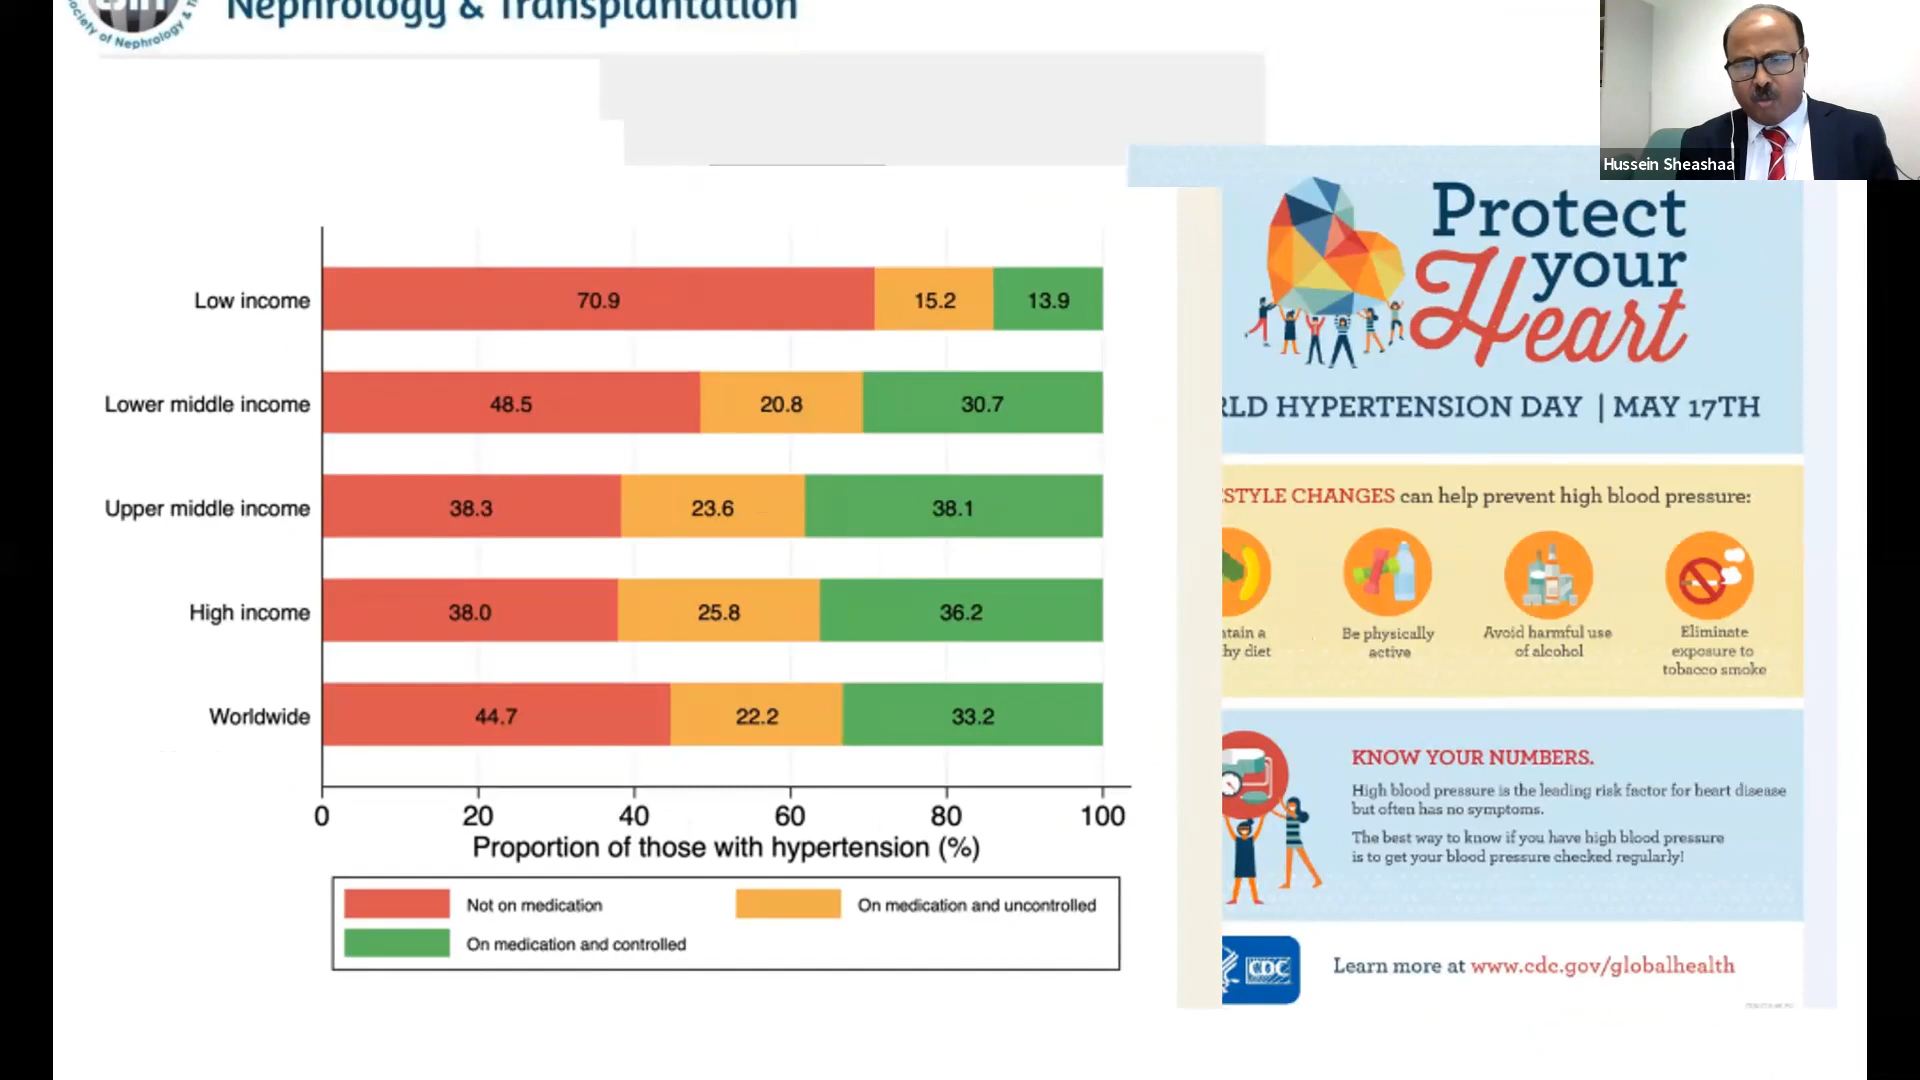 Society of Nephrology & T
Nephrology & Transplantation
Hussein Sheashaa
Low income
70.9
15.2
13.9
Lower middle income
48.5
20.8
30.7
Upper middle income
38.3
23.6
38.1
High income
38.0
25.8
36.2
Worldwide
44.7
22.2
33.2
0 20 40 60 80 100
Proportion of those with hypertension (%)
Not on medication
On medication and uncontrolled
On medication and controlled
Protect
your
Heart
RLD HYPERTENSION DAY | MAY 17TH
STYLE CHANGES can help prevent high blood pressure:
ntain a
hy diet
Be physically
active
Avoid harmful use
of alcohol
Eliminate
exposure to
tobacco smoke
KNOW YOUR NUMBERS.
High blood pressure is the leading risk factor for heart disease
but often has no symptoms.
The best way to know if you have high blood pressure
is to get your blood pressure checked regularly!
CDC
Learn more at www.cdc.gov/globalhealth